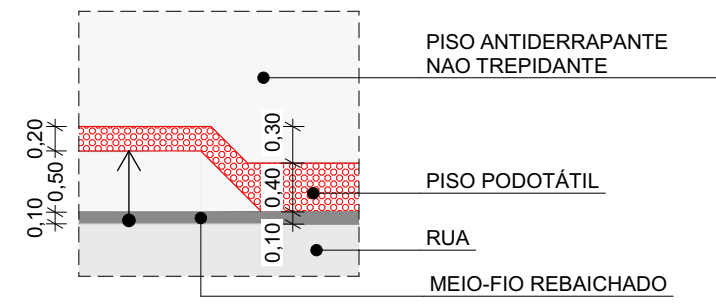 PISO ANTIDERRAPANTE
NAO TREPIDANTE
0,20
0,50
0,10
0,30
0,40
0,10
PISO PODOTÁTIL
RUA
MEIO-FIO REBAICHADO